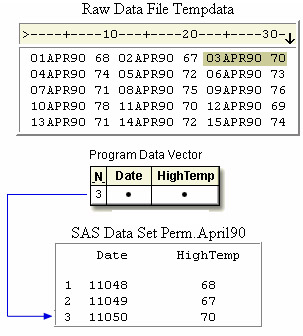 Raw Data File Tempdata
>----+----10---+----20---+----30-
01APR90 68 02APR90 67 03APR90 70
04APR90 74 05APR90 72 06APR90 73
07APR90 71 08APR90 75 09APR90 76
10APR90 78 11APR90 70 12APR90 69
13APR90 71 14APR90 72 15APR90 74
Program Data Vector
_N_ Date HighTemp
3 • •
SAS Data Set Perm.April90
Date HighTemp
1 11048 68
2 11049 67
3 11050 70